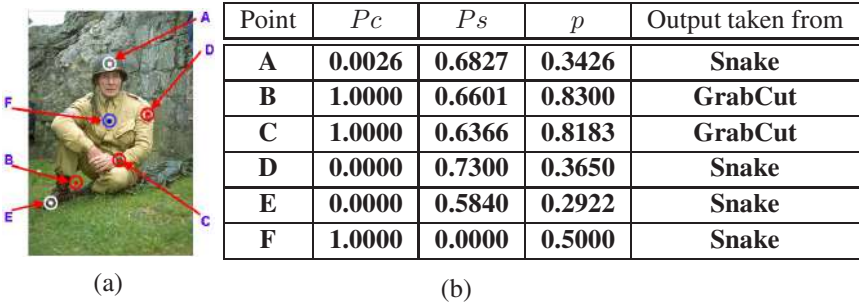 A
D
F
B
E
C
(a)
Point Pc Ps p Output taken from
A 0.0026 0.6827 0.3426 Snake
B 1.0000 0.6601 0.8300 GrabCut
C 1.0000 0.6366 0.8183 GrabCut
D 0.0000 0.7300 0.3650 Snake
E 0.0000 0.5840 0.2922 Snake
F 1.0000 0.0000 0.5000 Snake
(b)